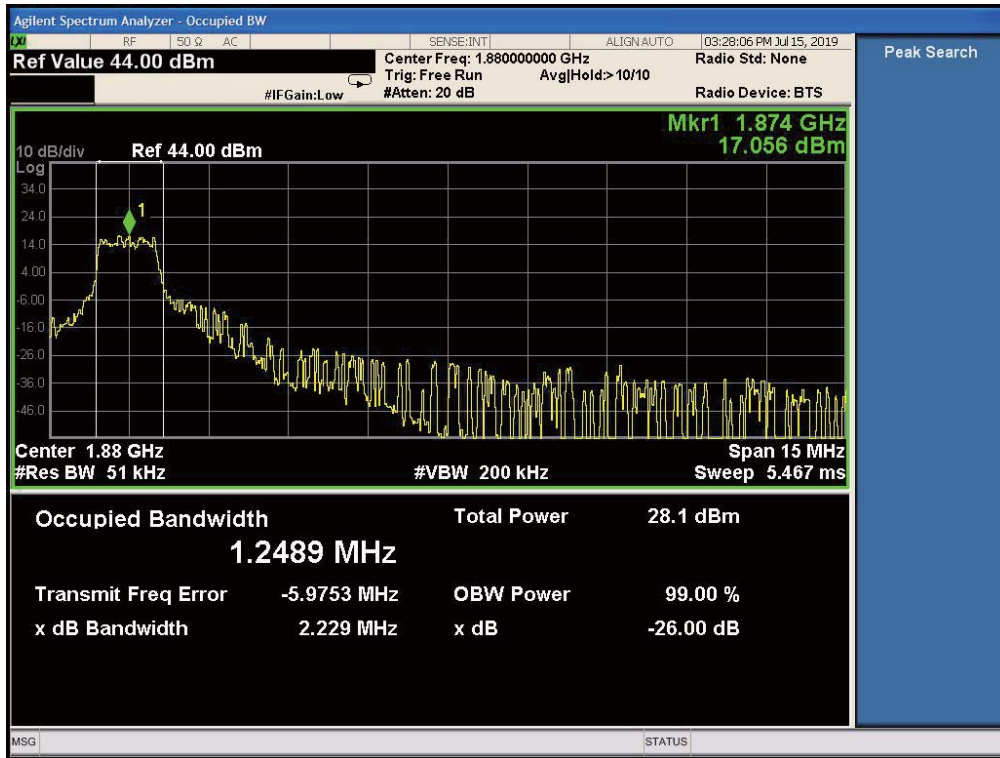 Agilent Spectrum Analyzer - Occupied BW
LXI RF 50 Ω AC SENSE:INT ALIGN AUTO 03:28:06 PM Jul 15, 2019
Ref Value 44.00 dBm Center Freq: 1.880000000 GHz Radio Std: None
Trig: Free Run Avg|Hold:>10/10
#IFGain:Low #Atten: 20 dB Radio Device: BTS
Peak Search
Mkr1 1.874 GHz
10 dB/div Ref 44.00 dBm 17.056 dBm
Log
34.0
24.0
1
14.0
4.00
-6.00
-16.0
-26.0
-36.0
-46.0
Center 1.88 GHz Span 15 MHz
#Res BW 51 kHz #VBW 200 kHz Sweep 5.467 ms
Occupied Bandwidth Total Power 28.1 dBm
1.2489 MHz
Transmit Freq Error -5.9753 MHz OBW Power 99.00 %
x dB Bandwidth 2.229 MHz x dB -26.00 dB
MSG STATUS